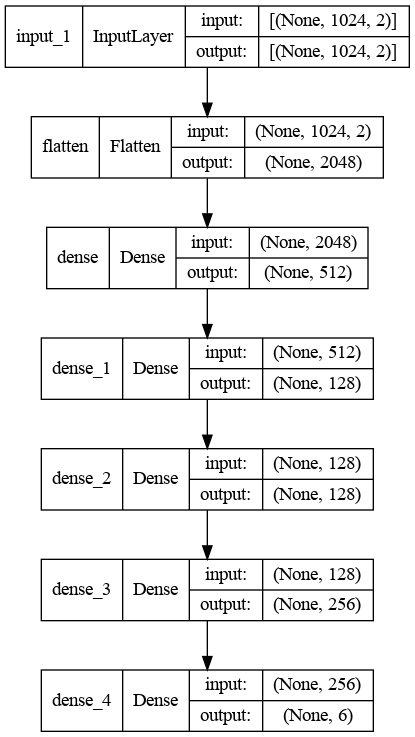 input_1 InputLayer input: [(None, 1024, 2)]
output: [(None, 1024, 2)]
flatten Flatten input: (None, 1024, 2)
output: (None, 2048)
dense Dense input: (None, 2048)
output: (None, 512)
dense_1 Dense input: (None, 512)
output: (None, 128)
dense_2 Dense input: (None, 128)
output: (None, 128)
dense_3 Dense input: (None, 128)
output: (None, 256)
dense_4 Dense input: (None, 256)
output: (None, 6)